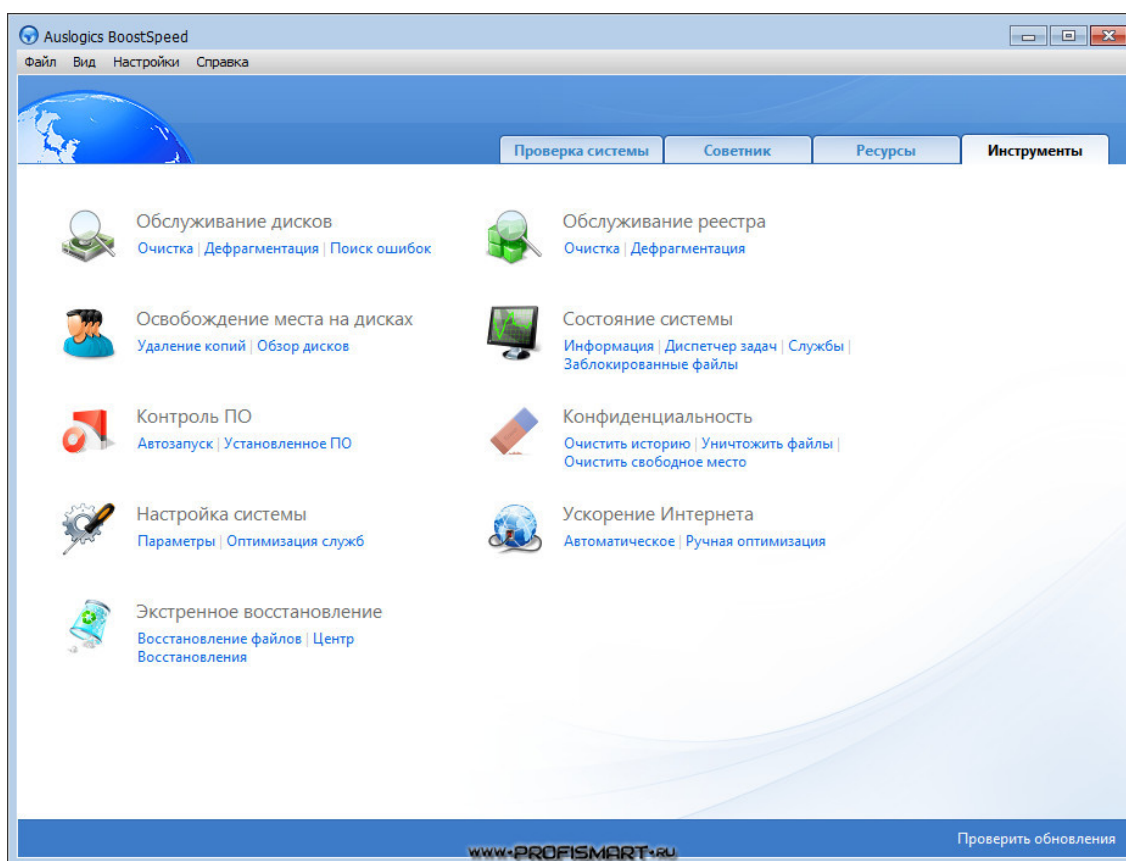 Auslogics BoostSpeed
Файл Вид Настройки Справка
Проверка системы Советник Ресурсы Инструменты
Обслуживание дисков
Очистка | Дефрагментация | Поиск ошибок
Обслуживание реестра
Очистка | Дефрагментация
Освобождение места на дисках
Удаление копий | Обзор дисков
Состояние системы
Информация | Диспетчер задач | Службы |
Заблокированные файлы
Контроль ПО
Автозапуск | Установленное ПО
Конфиденциальность
Очистить историю | Уничтожить файлы |
Очистить свободное место
Настройка системы
Параметры | Оптимизация служб
Ускорение Интернета
Автоматическое | Ручная оптимизация
Экстренное восстановление
Восстановление файлов | Центр
Восстановления
Проверить обновления
www.PROFISMART.RU